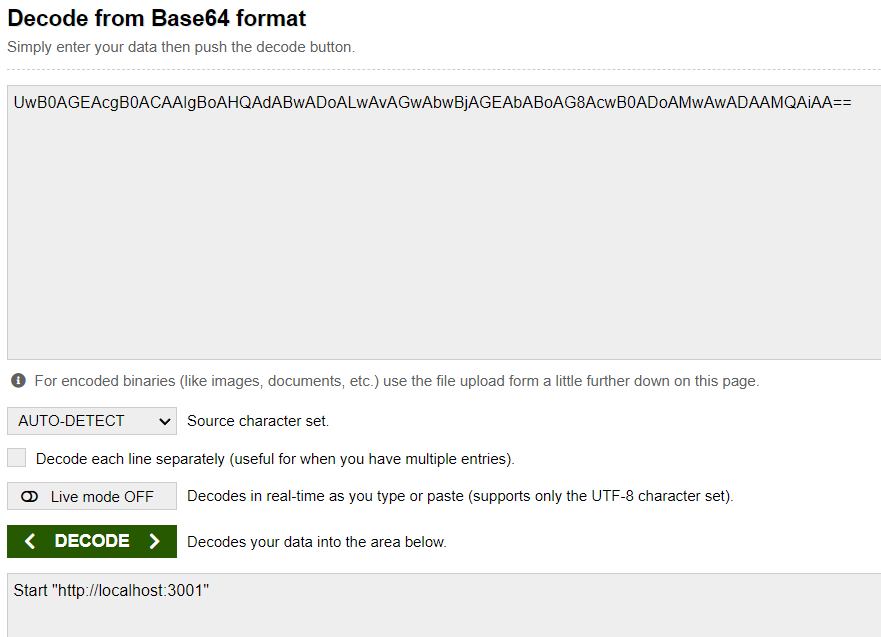 Decode from Base64 format
Simply enter your data then push the decode button.
UwB0AGEAcgB0ACAAIgBoAHQAdABwADoALwAvAGwAbwBjAGEAbABoAG8AcwB0ADoAMwAwADAAMQAiAA==
For encoded binaries (like images, documents, etc.) use the file upload form a little further down on this page.
AUTO-DETECT Source character set.
Decode each line separately (useful for when you have multiple entries).
Live mode OFF Decodes in real-time as you type or paste (supports only the UTF-8 character set).
DECODE Decodes your data into the area below.
Start "http://localhost:3001"